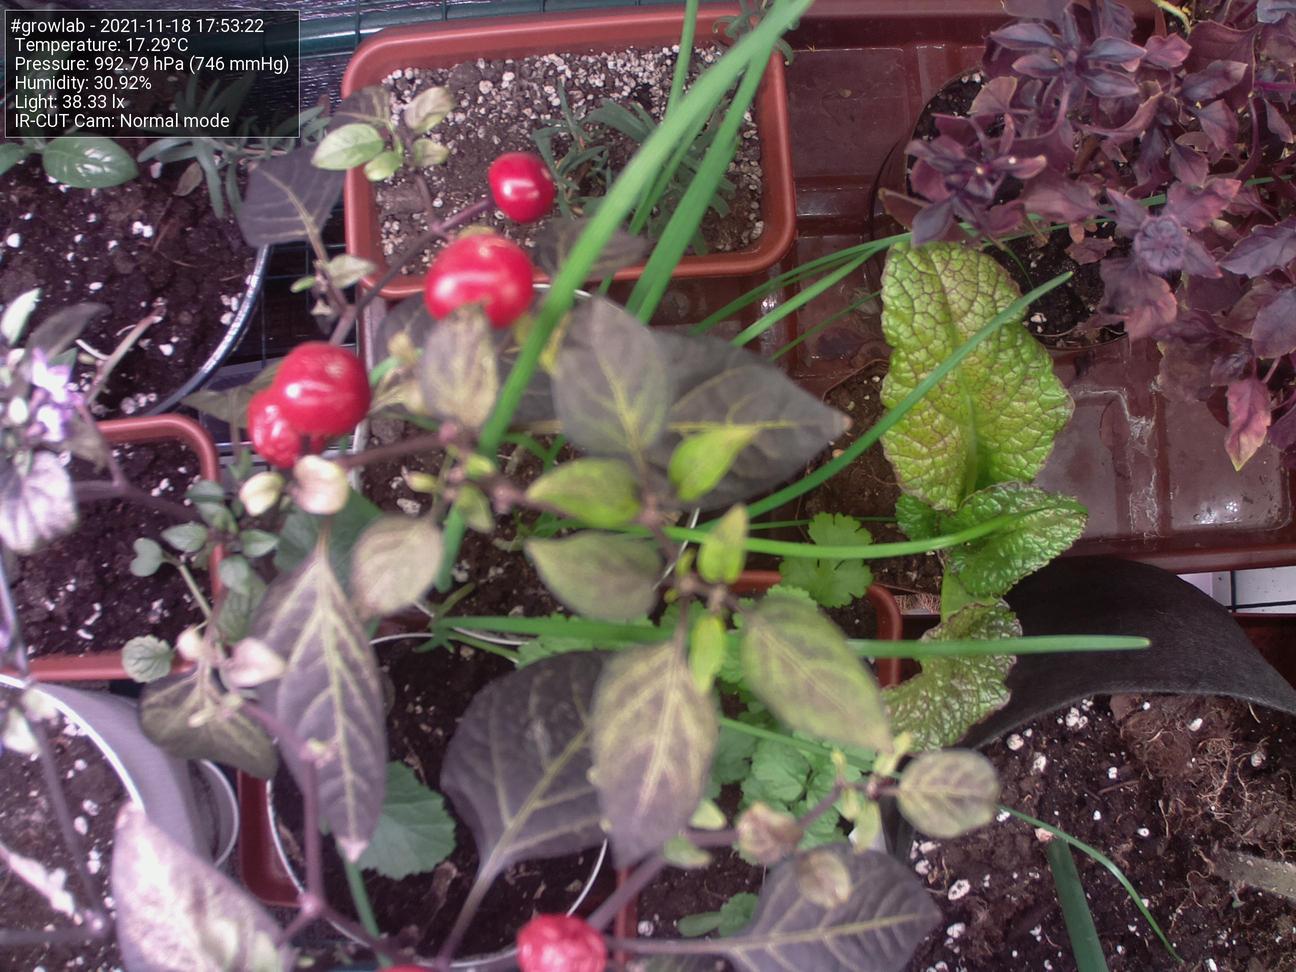 #growlab - 2021-11-18 17:53:22
Temperature: 17.29°C
Pressure: 992.79 hPa (746 mmHg)
Humidity: 30.92%
Light: 38.33 lx
IR-CUT Cam: Normal mode